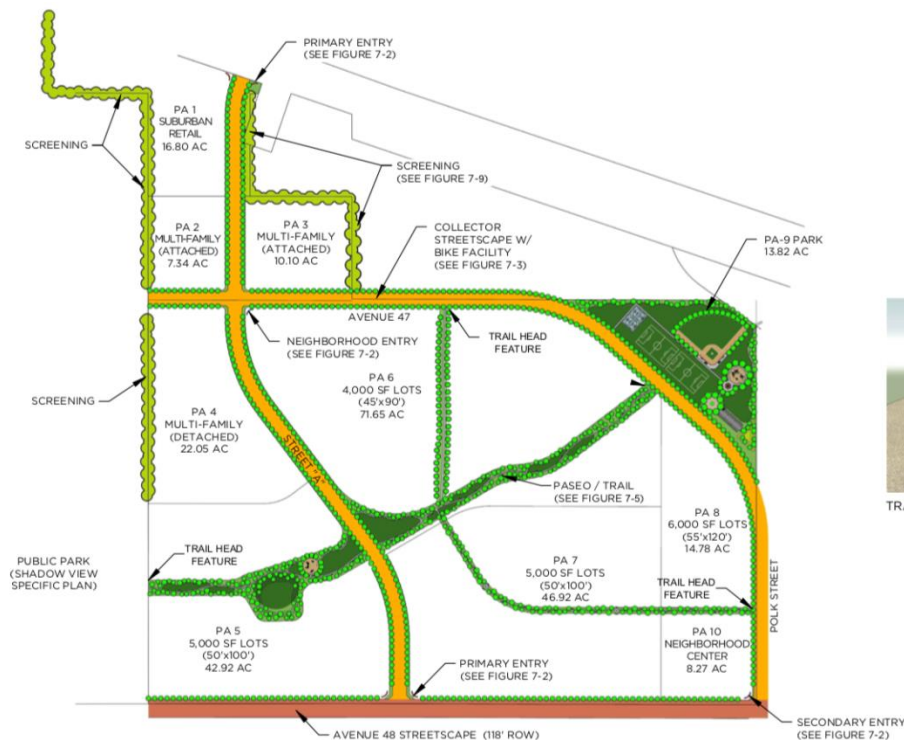 PRIMARY ENTRY
(SEE FIGURE 7-2)
PA 1
SUBURBAN
RETAIL
16.80 AC
SCREENING
SCREENING
(SEE FIGURE 7-9)
PA 2
MULTI-FAMILY
(ATTACHED)
7.34 AC
PA 3
MULTI-FAMILY
(ATTACHED)
10.10 AC
COLLECTOR
STREETSCAPE W/
BIKE FACILITY
(SEE FIGURE 7-3)
PA-9 PARK
13.82 AC
AVENUE 47
NEIGHBORHOOD ENTRY
(SEE FIGURE 7-2)
TRAIL HEAD
FEATURE
SCREENING
PA 6
4,000 SF LOTS
(45'x90')
71.65 AC
PA 4
MULTI-FAMILY
(DETACHED)
22.05 AC
STREET "A"
PASEO / TRAIL
(SEE FIGURE 7-5)
PA 8
6,000 SF LOTS
(55'x120')
14.78 AC
PUBLIC PARK
(SHADOW VIEW
SPECIFIC PLAN)
TRAIL HEAD
FEATURE
PA 7
5,000 SF LOTS
(50'x100')
46.92 AC
TRAIL HEAD
FEATURE
POLK STREET
PA 5
5,000 SF LOTS
(50'x100')
42.92 AC
PA 10
NEIGHBORHOOD
CENTER
8.27 AC
PRIMARY ENTRY
(SEE FIGURE 7-2)
AVENUE 48 STREETSCAPE (118' ROW)
SECONDARY ENTRY
(SEE FIGURE 7-2)